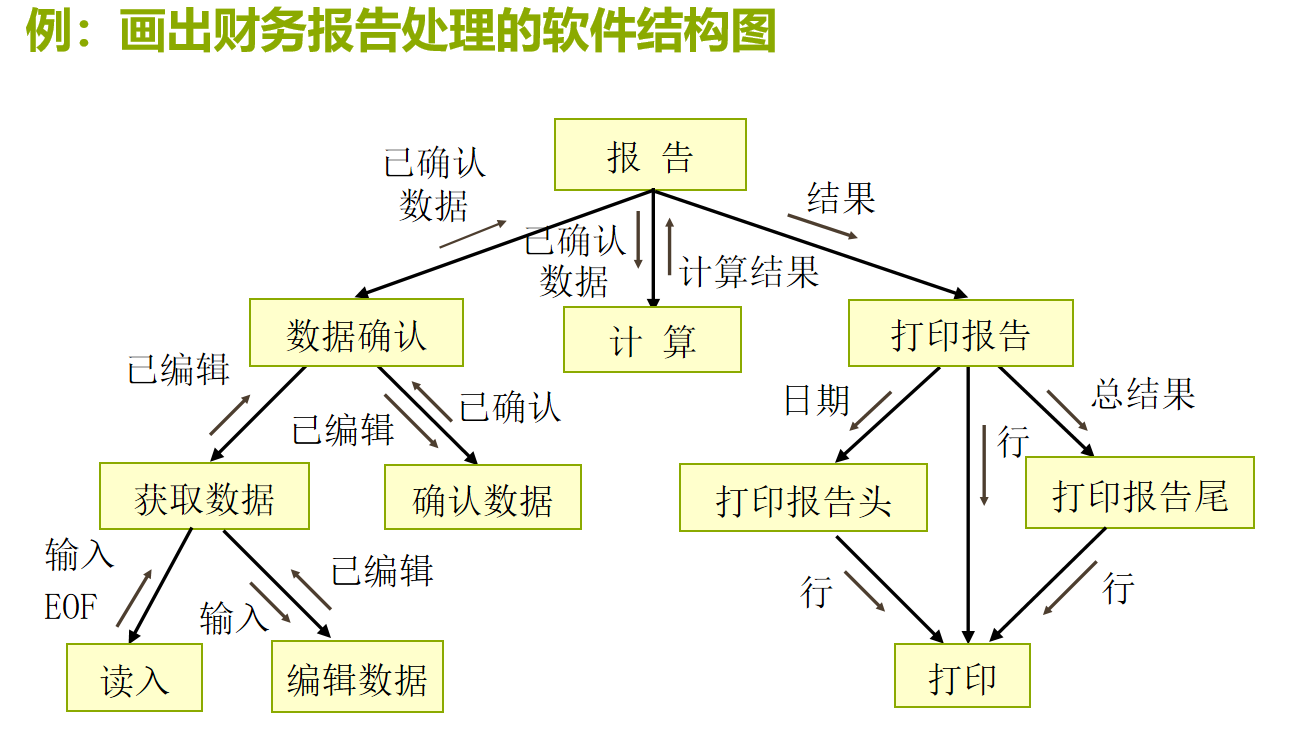 例：画出财务报告处理的软件结构图
报 告
已确认
数据
结果
已确认
数据
计算结果
数据确认
计 算
打印报告
已编辑
已编辑
已确认
日期
行
总结果
获取数据
确认数据
打印报告头
打印报告尾
输入
EOF
输入
已编辑
行
行
读入
编辑数据
打印